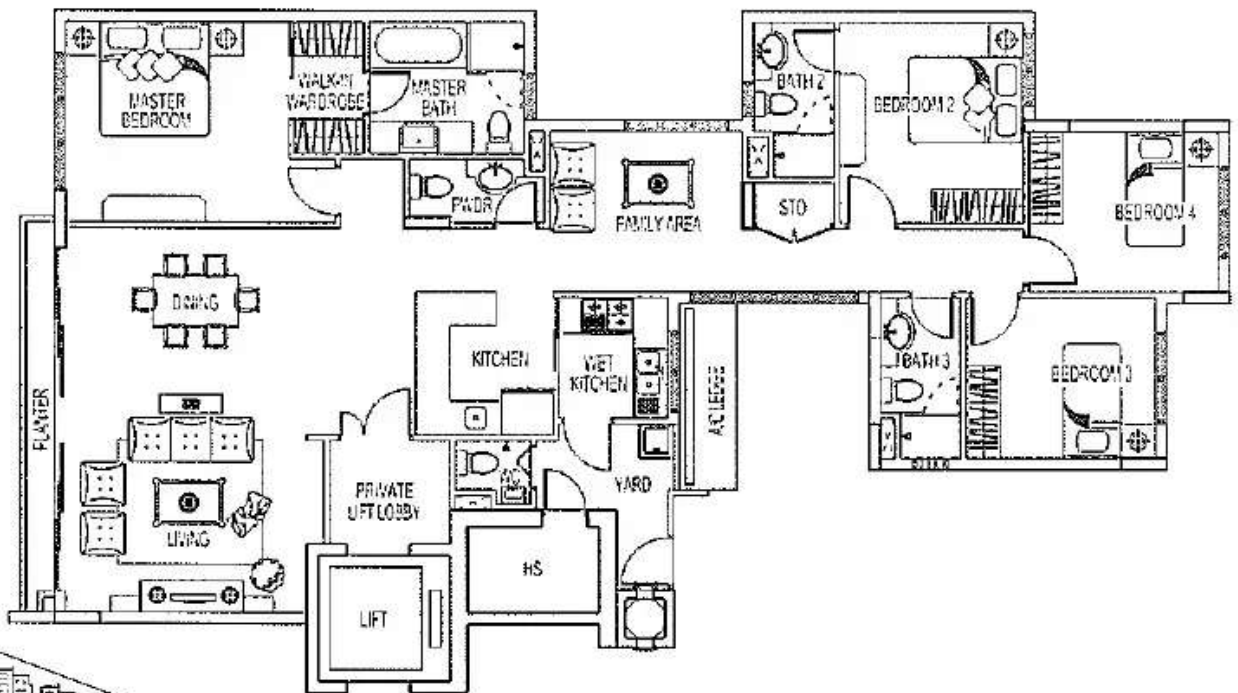 MASTER
BEDROOM
WALK-IN
WARDROBE
MASTER
BATH
BATH 2
BEDROOM 2
BEDROOM 4
PWDR
FAMILY AREA
STO
DINING
KITCHEN
WET
KITCHEN
A/C LEDGE
BATH 3
BEDROOM 3
PLANTER
LIVING
PRIVATE
LIFT LOBBY
YARD
HS
LIFT